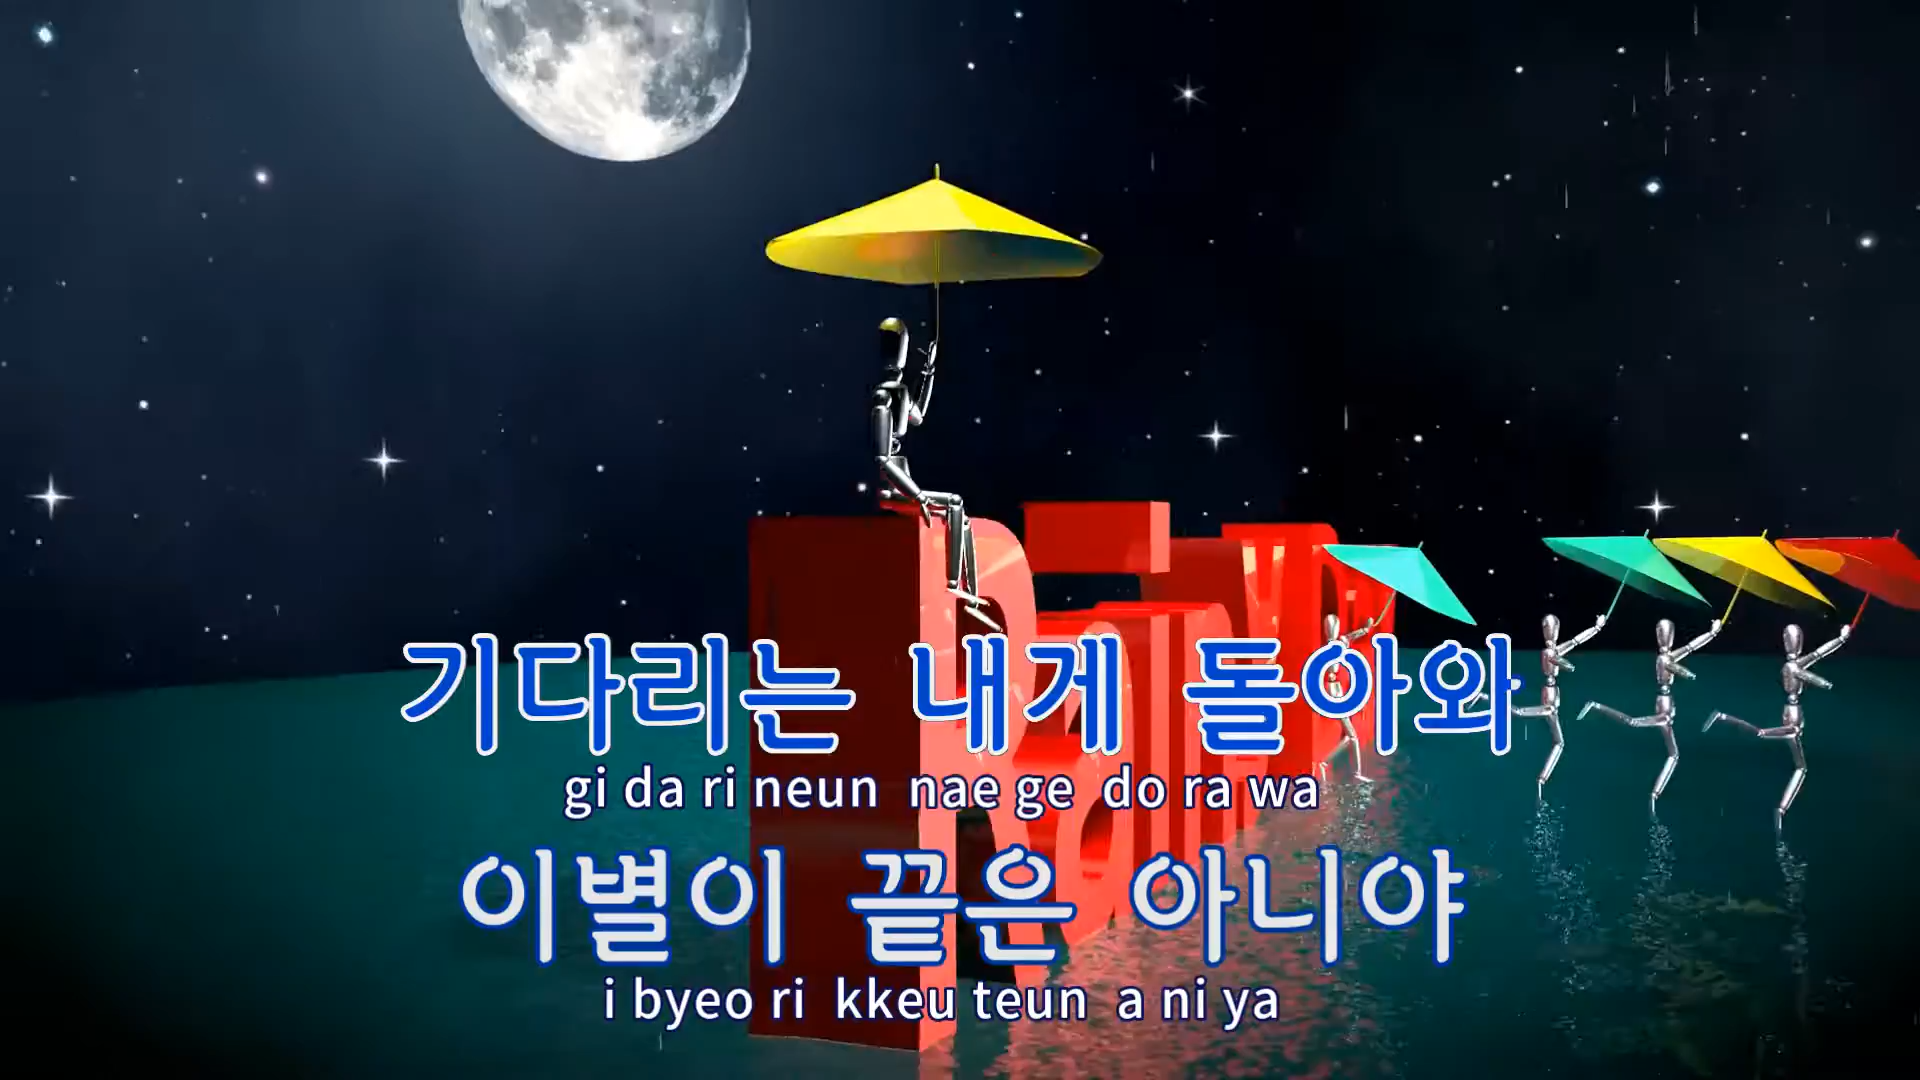 기다리는 내게 돌아와
gi da ri neun nae ge do ra wa
이별이 끝은 아니야
i byeo ri kkeu teun a ni ya